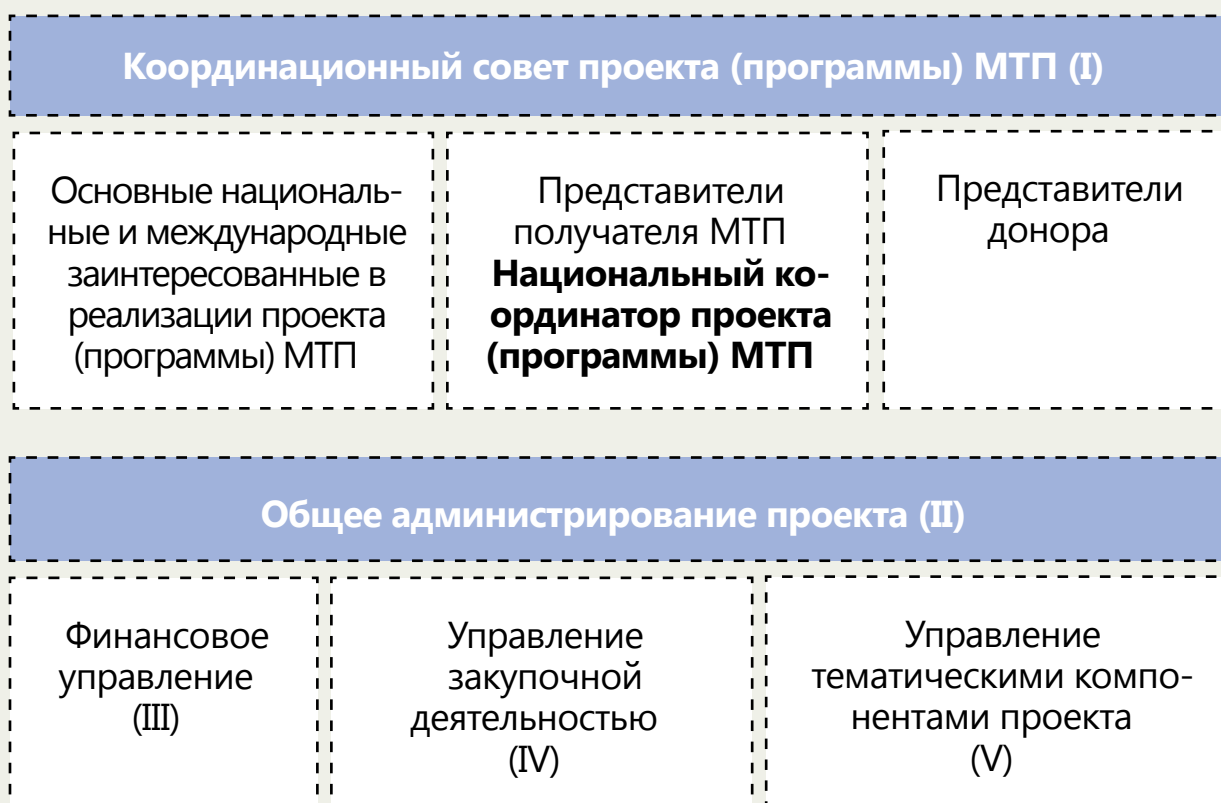 Координационный совет проекта (программы) МТП (I)
Основные националь-
ные и международные
заинтересованные в
реализации проекта
(программы) МТП
Представители
получателя МТП
Национальный ко-
ординатор проекта
(программы) МТП
Представители
донора
Общее администрирование проекта (II)
Финансовое
управление
(III)
Управление
закупочной
деятельностью
(IV)
Управление
тематическими компо-
нентами проекта
(V)